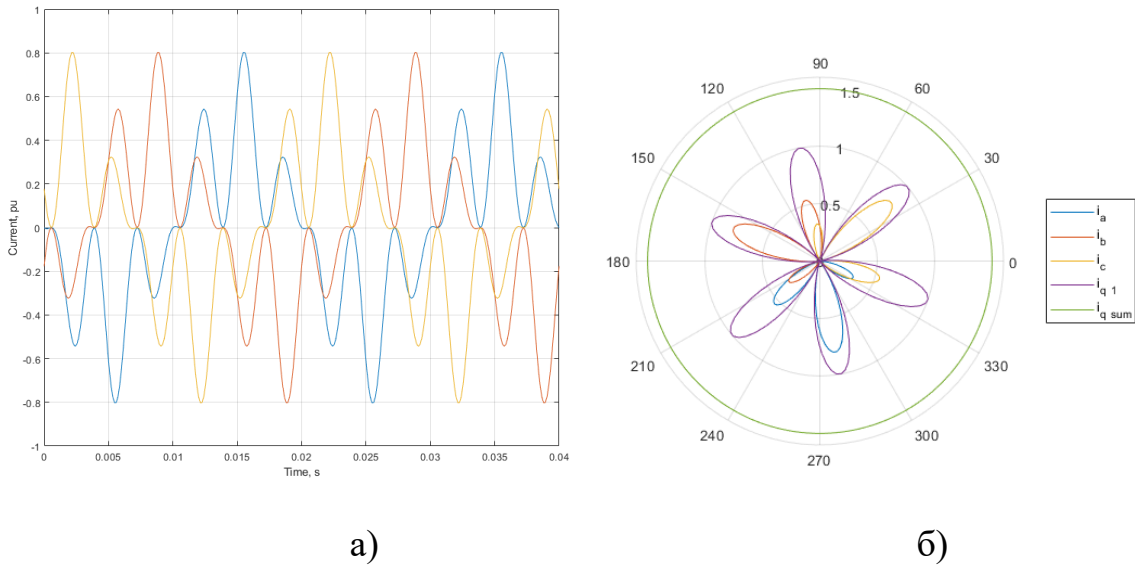 1
0.8
0.6
0.4
0.2
0
-0.2
-0.4
-0.6
-0.8
-1
Current, pu
0 0.005 0.01 0.015 0.02 0.025 0.03 0.035 0.04
Time, s
90
120 60
1.5
150 1 30
0.5
180 0
210 330
240 300
270
i_a
i_b
i_c
i_q 1
i_q sum
а) б)